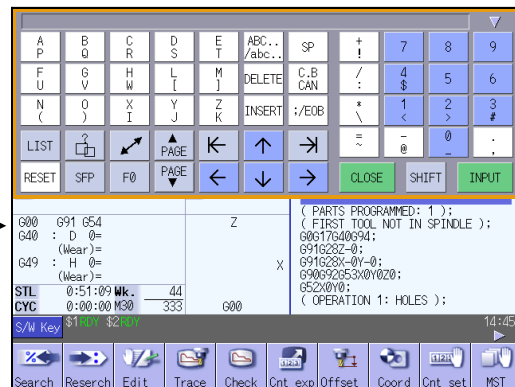 A B C D E ABC.. SP + 7 8 9
P Q R S T /abc.. !
F G H L M DELETE C.B / 4 5 6
U V W [ ] CAN : $
N O X Y Z INSERT ;/EOB * 1 2 3
( ) I J K \ < > #
LIST ? PAGE = - 0 .
~ @ _ ,
RESET SFP F0 PAGE CLOSE SHIFT INPUT
G00 G91 G54 Z
G40 : D 0=
(Wear)=
G49 : H 0= X
(Wear)=
STL 0:51:09 Wk. 44
CYC 0:00:00 M30 333 G00
( PARTS PROGRAMMED: 1 );
( FIRST TOOL NOT IN SPINDLE );
G0G17G40G94;
G91G28Z-0;
G91G28X-0Y-0;
G90G92G53X0Y0Z0;
G52X0Y0;
( OPERATION 1: HOLES );
S/W Key $1RDY $2RDY 14:45
Search Reserch Edit Trace Check Cnt exp Offset Coord Cnt set MST